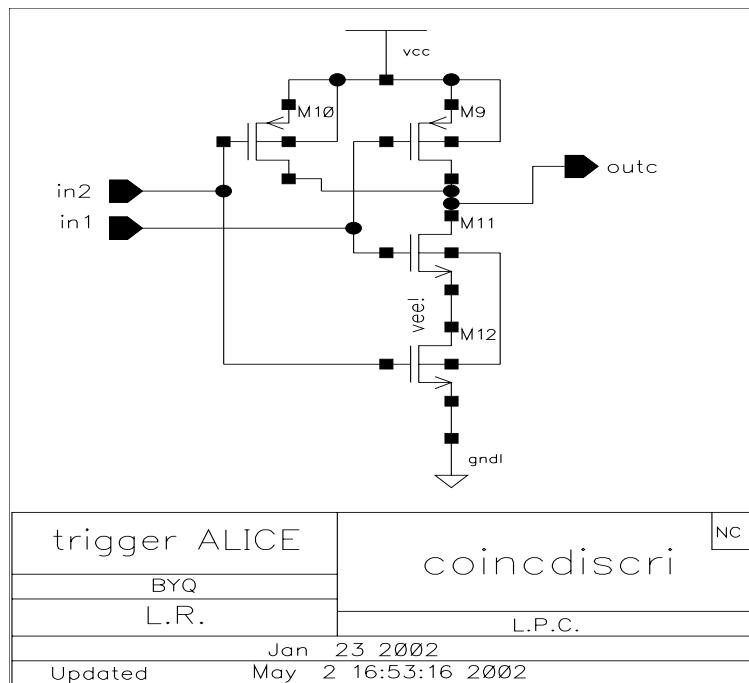 vcc
M10
M9
in2
outc
in1
M11
vee!
M12
gndl
trigger ALICE
NC
coincdiscri
BYQ
L.R.
L.P.C.
Jan 23 2002
Updated May 2 16:53:16 2002